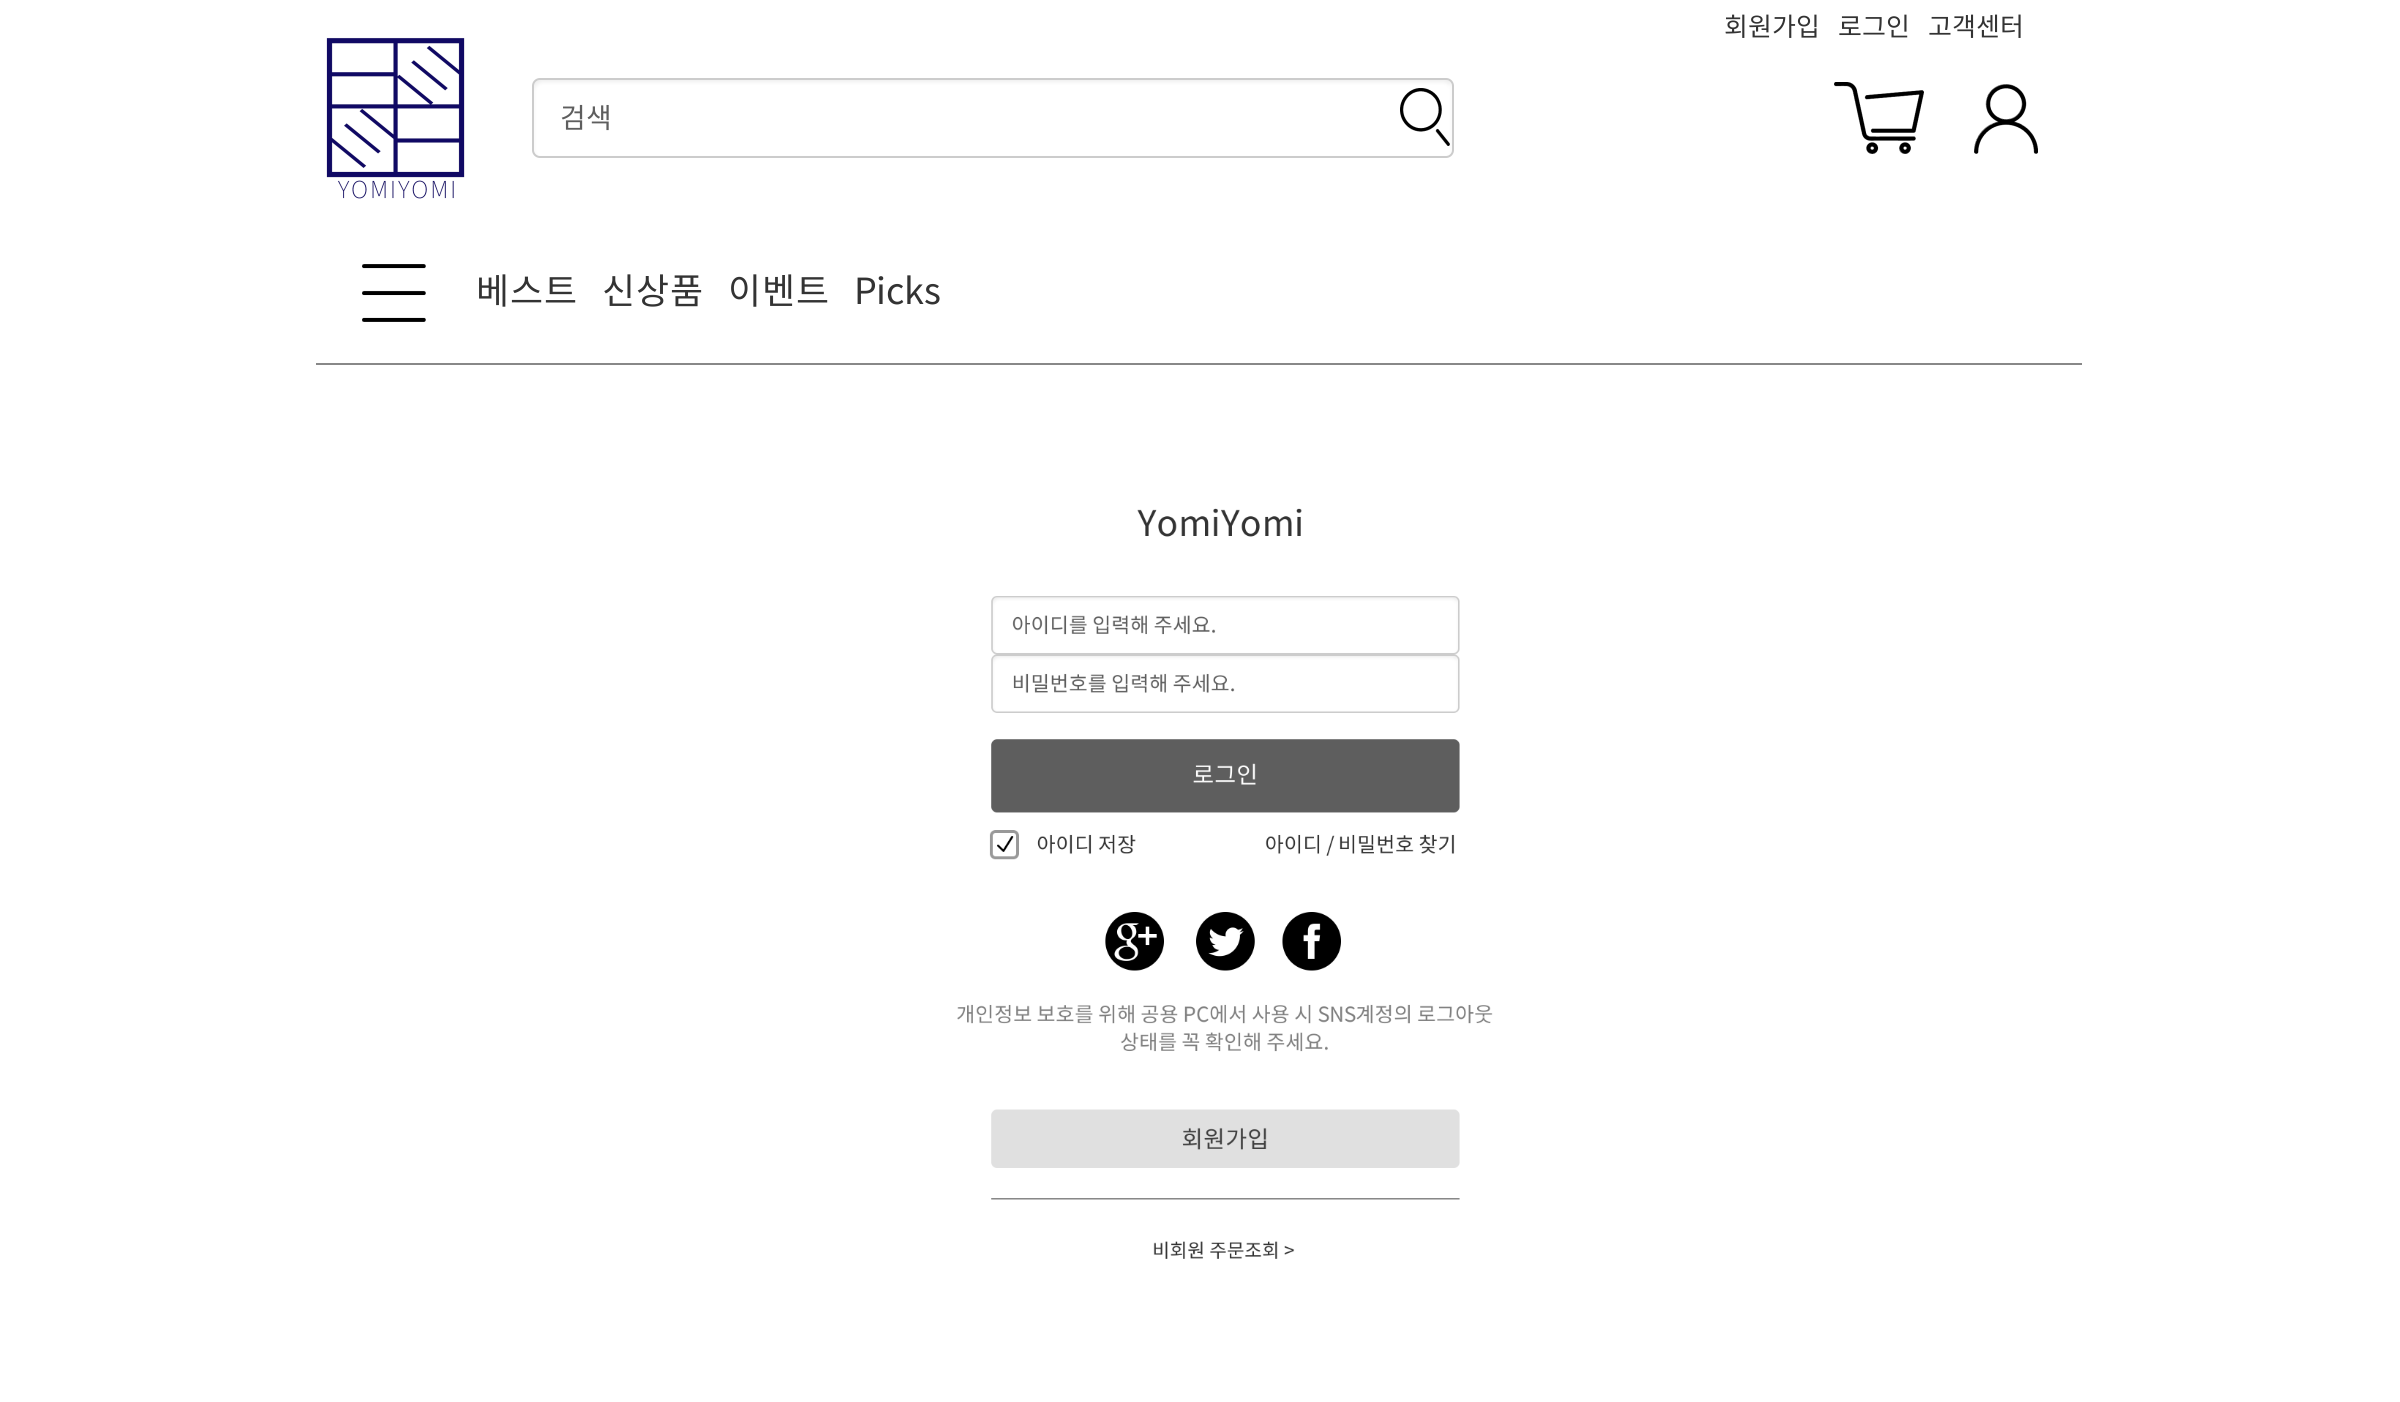 회원가입 로그인 고객센터
검색
YOMIYOMI
베스트 신상품 이벤트 Picks
YomiYomi
아이디를 입력해 주세요.
비밀번호를 입력해 주세요.
로그인
아이디 저장 아이디 / 비밀번호 찾기
g+ f
개인정보 보호를 위해 공용 PC에서 사용 시 SNS계정의 로그아웃
상태를 꼭 확인해 주세요.
회원가입
비회원 주문조회 >